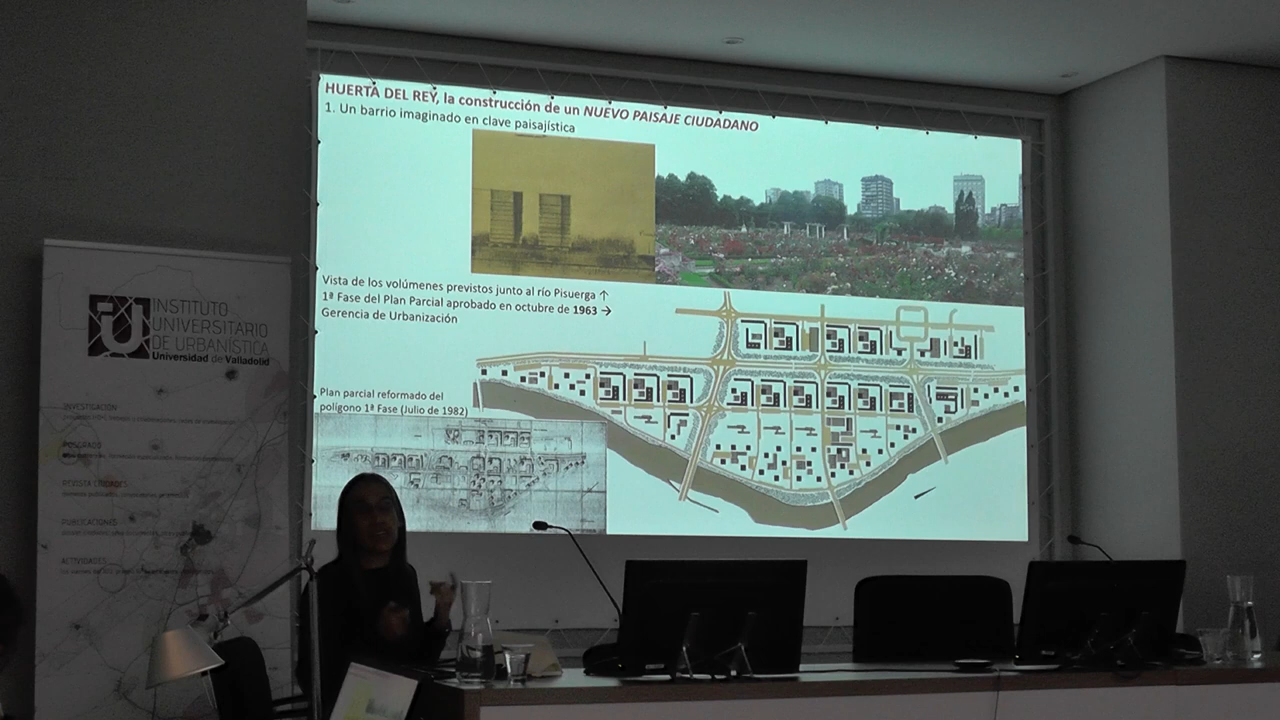 HUERTA DEL REY, la construcción de un NUEVO PAISAJE CIUDADANO
1. Un barrio imaginado en clave paisajística
Vista de los volúmenes previstos junto al río Pisuerga ↑
1ª Fase del Plan Parcial aprobado en octubre de 1963 →
Gerencia de Urbanización
Plan parcial reformado del
polígono 1ª Fase (Julio de 1982)
iU
INSTITUTO
UNIVERSITARIO
DE URBANÍSTICA
Universidad de Valladolid
INVESTIGACIÓN
POSGRADO
REVISTA CIUDADES
PUBLICACIONES
ACTIVIDADES